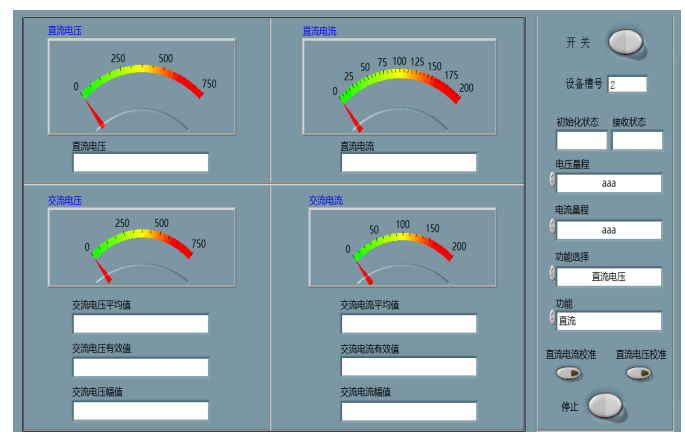 直流电压
0 250 500 750
直流电压
直流电流
0 25 50 75 100 125 150 175 200
直流电流
交流电压
0 250 500 750
交流电压平均值
交流电压有效值
交流电压幅值
交流电流
0 50 100 150 200
交流电流平均值
交流电流有效值
交流电流幅值
开关
设备槽号 2
初始化状态 接收状态
电压量程
aaa
电流量程
aaa
功能选择
直流电压
功能
直流
直流电流校准 直流电压校准
停止